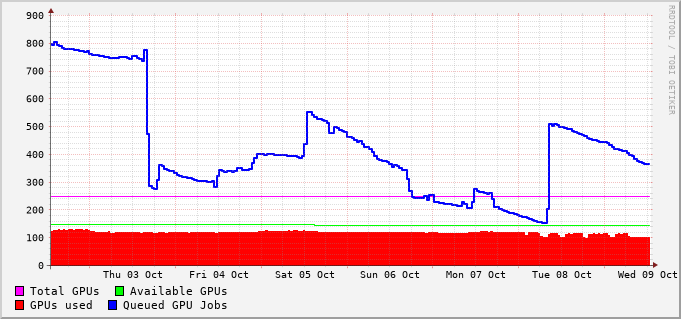 900
800
700
600
500
400
300
200
100
0
Thu 03 Oct Fri 04 Oct Sat 05 Oct Sun 06 Oct Mon 07 Oct Tue 08 Oct Wed 09 Oct
Total GPUs Available GPUs
GPUs used Queued GPU Jobs
RRDTOOL / TOBI OETIKER